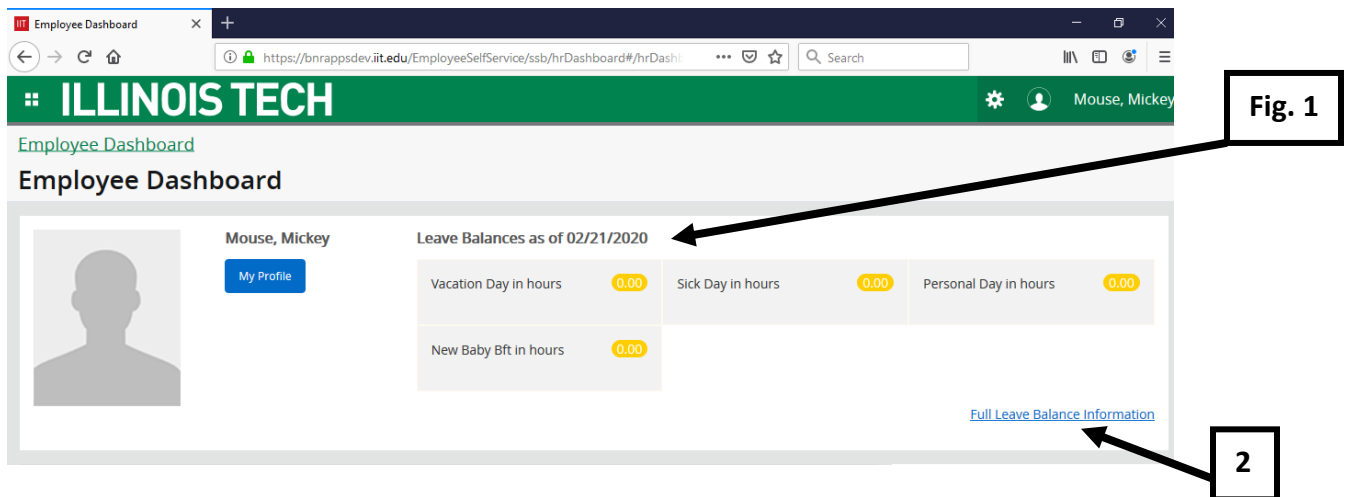 IIT Employee Dashboard
https://bnrappsdev.iit.edu/EmployeeSelfService/ssb/hrDashboard#/hrDash
Search
ILLINOIS TECH
Mouse, Mickey
Fig. 1
Employee Dashboard
Employee Dashboard
Mouse, Mickey
Leave Balances as of 02/21/2020
My Profile
Vacation Day in hours 0.00
Sick Day in hours 0.00
Personal Day in hours 0.00
New Baby Bft in hours 0.00
Full Leave Balance Information
2